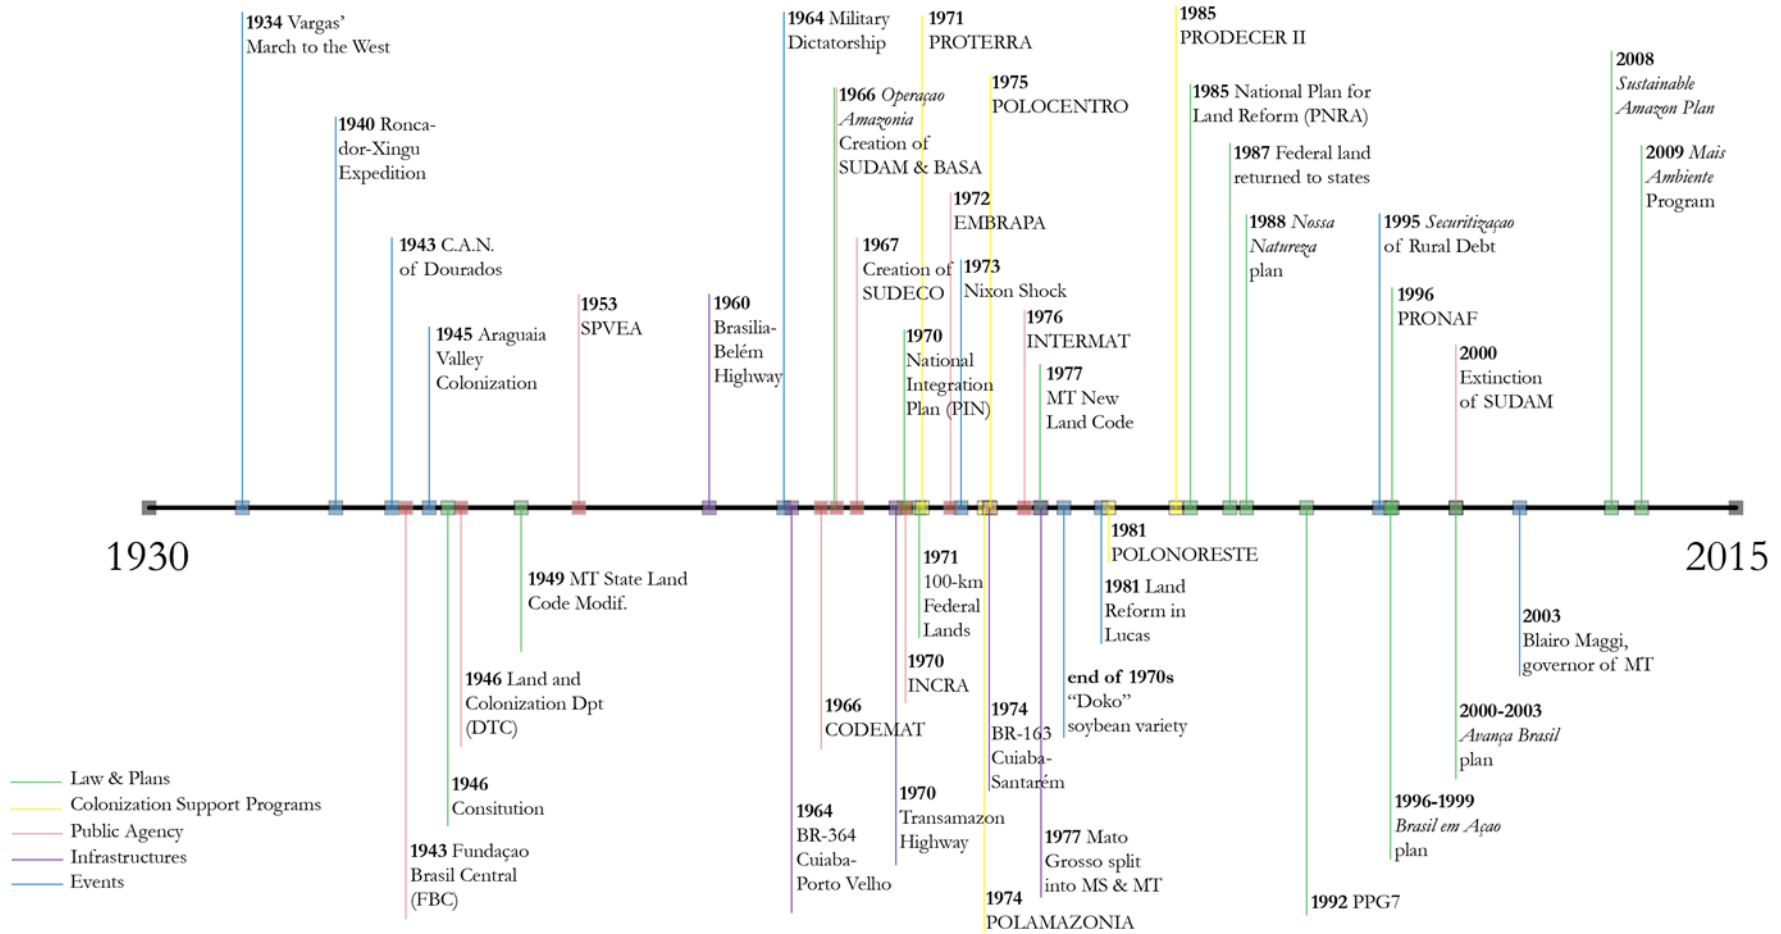 1934 Vargas’
March to the West
1940 Ronca-
dor-Xingu
Expedition
1943 C.A.N.
of Dourados
1945 Araguaia
Valley
Colonization
1953
SPVEA
1960
Brasilia-
Belém
Highway
1964 Military
Dictatorship
1966 Operaçao
Amazonia
Creation of
SUDAM & BASA
1967
Creation of
SUDECO
1970
National
Integration
Plan (PIN)
1971
PROTERRA
1972
EMBRAPA
1973
Nixon Shock
1975
POLOCENTRO
1976
INTERMAT
1977
MT New
Land Code
1985
PRODECER II
1985 National Plan for
Land Reform (PNRA)
1987 Federal land
returned to states
1988 Nossa
Natureza
plan
1995 Securitizaçao
of Rural Debt
1996
PRONAF
2000
Extinction
of SUDAM
2008
Sustainable
Amazon Plan
2009 Mais
Ambiente
Program
1930
2015
1943 Fundaçao
Brasil Central
(FBC)
1946
Consitution
1946 Land and
Colonization Dpt
(DTC)
1949 MT State Land
Code Modif.
1964
BR-364
Cuiaba-
Porto Velho
1966
CODEMAT
1970
Transamazon
Highway
1970
INCRA
1971
100-km
Federal
Lands
1974
POLAMAZONIA
1974
BR-163
Cuiaba-
Santarém
1977 Mato
Grosso split
into MS & MT
end of 1970s
“Doko”
soybean variety
1981 Land
Reform in
Lucas
1981
POLONORESTE
1992 PPG7
1996-1999
Brasil em Açao
plan
2000-2003
Avança Brasil
plan
2003
Blairo Maggi,
governor of MT
Law & Plans
Colonization Support Programs
Public Agency
Infrastructures
Events